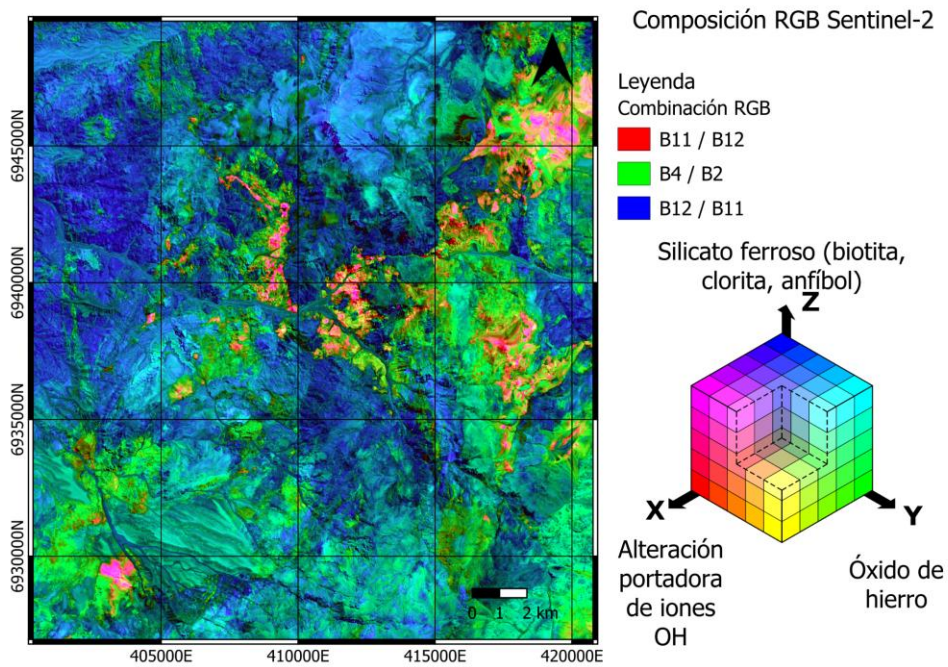 Composición RGB Sentinel-2
Leyenda
Combinación RGB
B11 / B12
B4 / B2
B12 / B11
Silicato ferroso (biotita,
clorita, anfíbol)
Z
X
Y
Alteración
portadora
de iones
OH
Óxido de
hierro
6945000N
6940000N
6935000N
6930000N
0 1 2 km
405000E 410000E 415000E 420000E